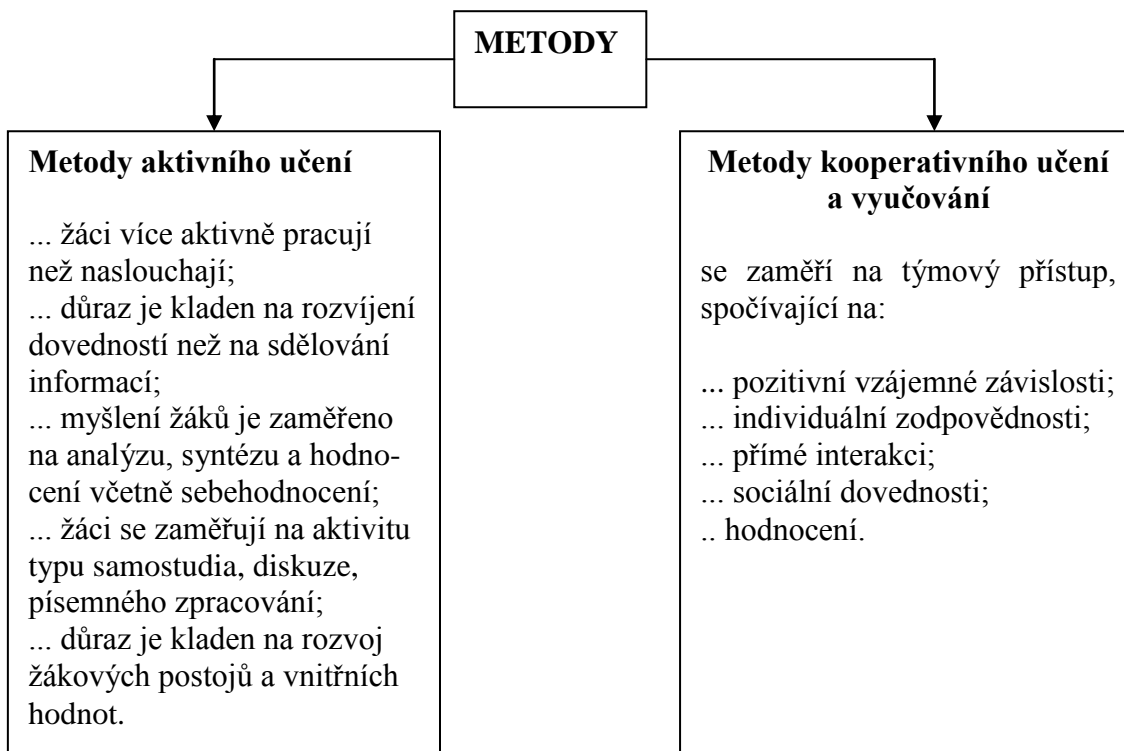 METODY
Metody aktivního učení
... žáci více aktivně pracují
než naslouchají;
... důraz je kladen na rozvíjení
dovedností než na sdělování
informací;
... myšlení žáků je zaměřeno
na analýzu, syntézu a hodno-
cení včetně sebehodnocení;
... žáci se zaměřují na aktivitu
typu samostudia, diskuze,
písemného zpracování;
... důraz je kladen na rozvoj
žákových postojů a vnitřních
hodnot.
Metody kooperativního učení
a vyučování
se zaměří na týmový přístup,
spočívající na:
... pozitivní vzájemné závislosti;
... individuální zodpovědnosti;
... přímé interakci;
... sociální dovednosti;
.. hodnocení.